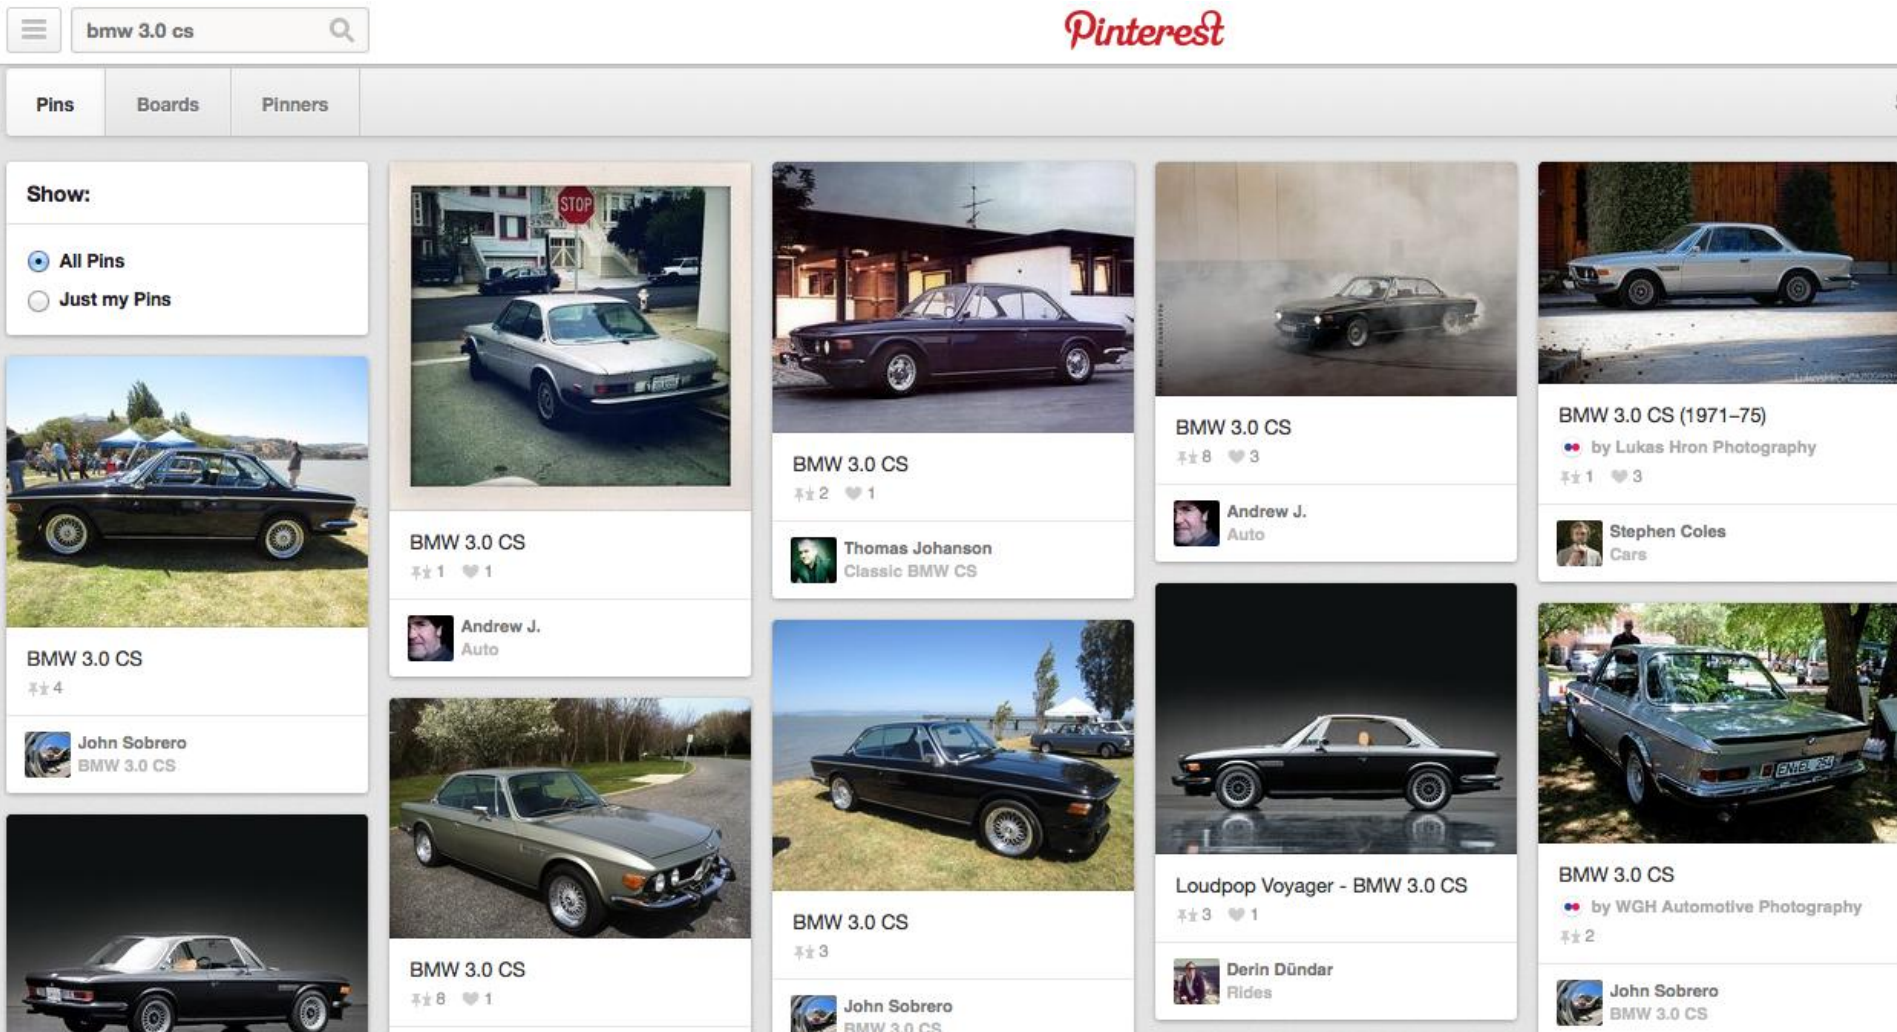 bmw 3.0 cs
Pinterest
Pins
Boards
Pinners
Show:
All Pins
Just my Pins
BMW 3.0 CS
4
John Sobrero
BMW 3.0 CS
STOP
BMW 3.0 CS
1 1
Andrew J.
Auto
BMW 3.0 CS
8 1
BMW 3.0 CS
2 1
Thomas Johanson
Classic BMW CS
BMW 3.0 CS
3
John Sobrero
BMW 3.0 CS
BMW 3.0 CS
8 3
Andrew J.
Auto
Loudpop Voyager - BMW 3.0 CS
3 1
Derin Dündar
Rides
BMW 3.0 CS (1971–75)
by Lukas Hron Photography
1 3
Stephen Coles
Cars
BMW 3.0 CS
by WGH Automotive Photography
2
John Sobrero
BMW 3.0 CS